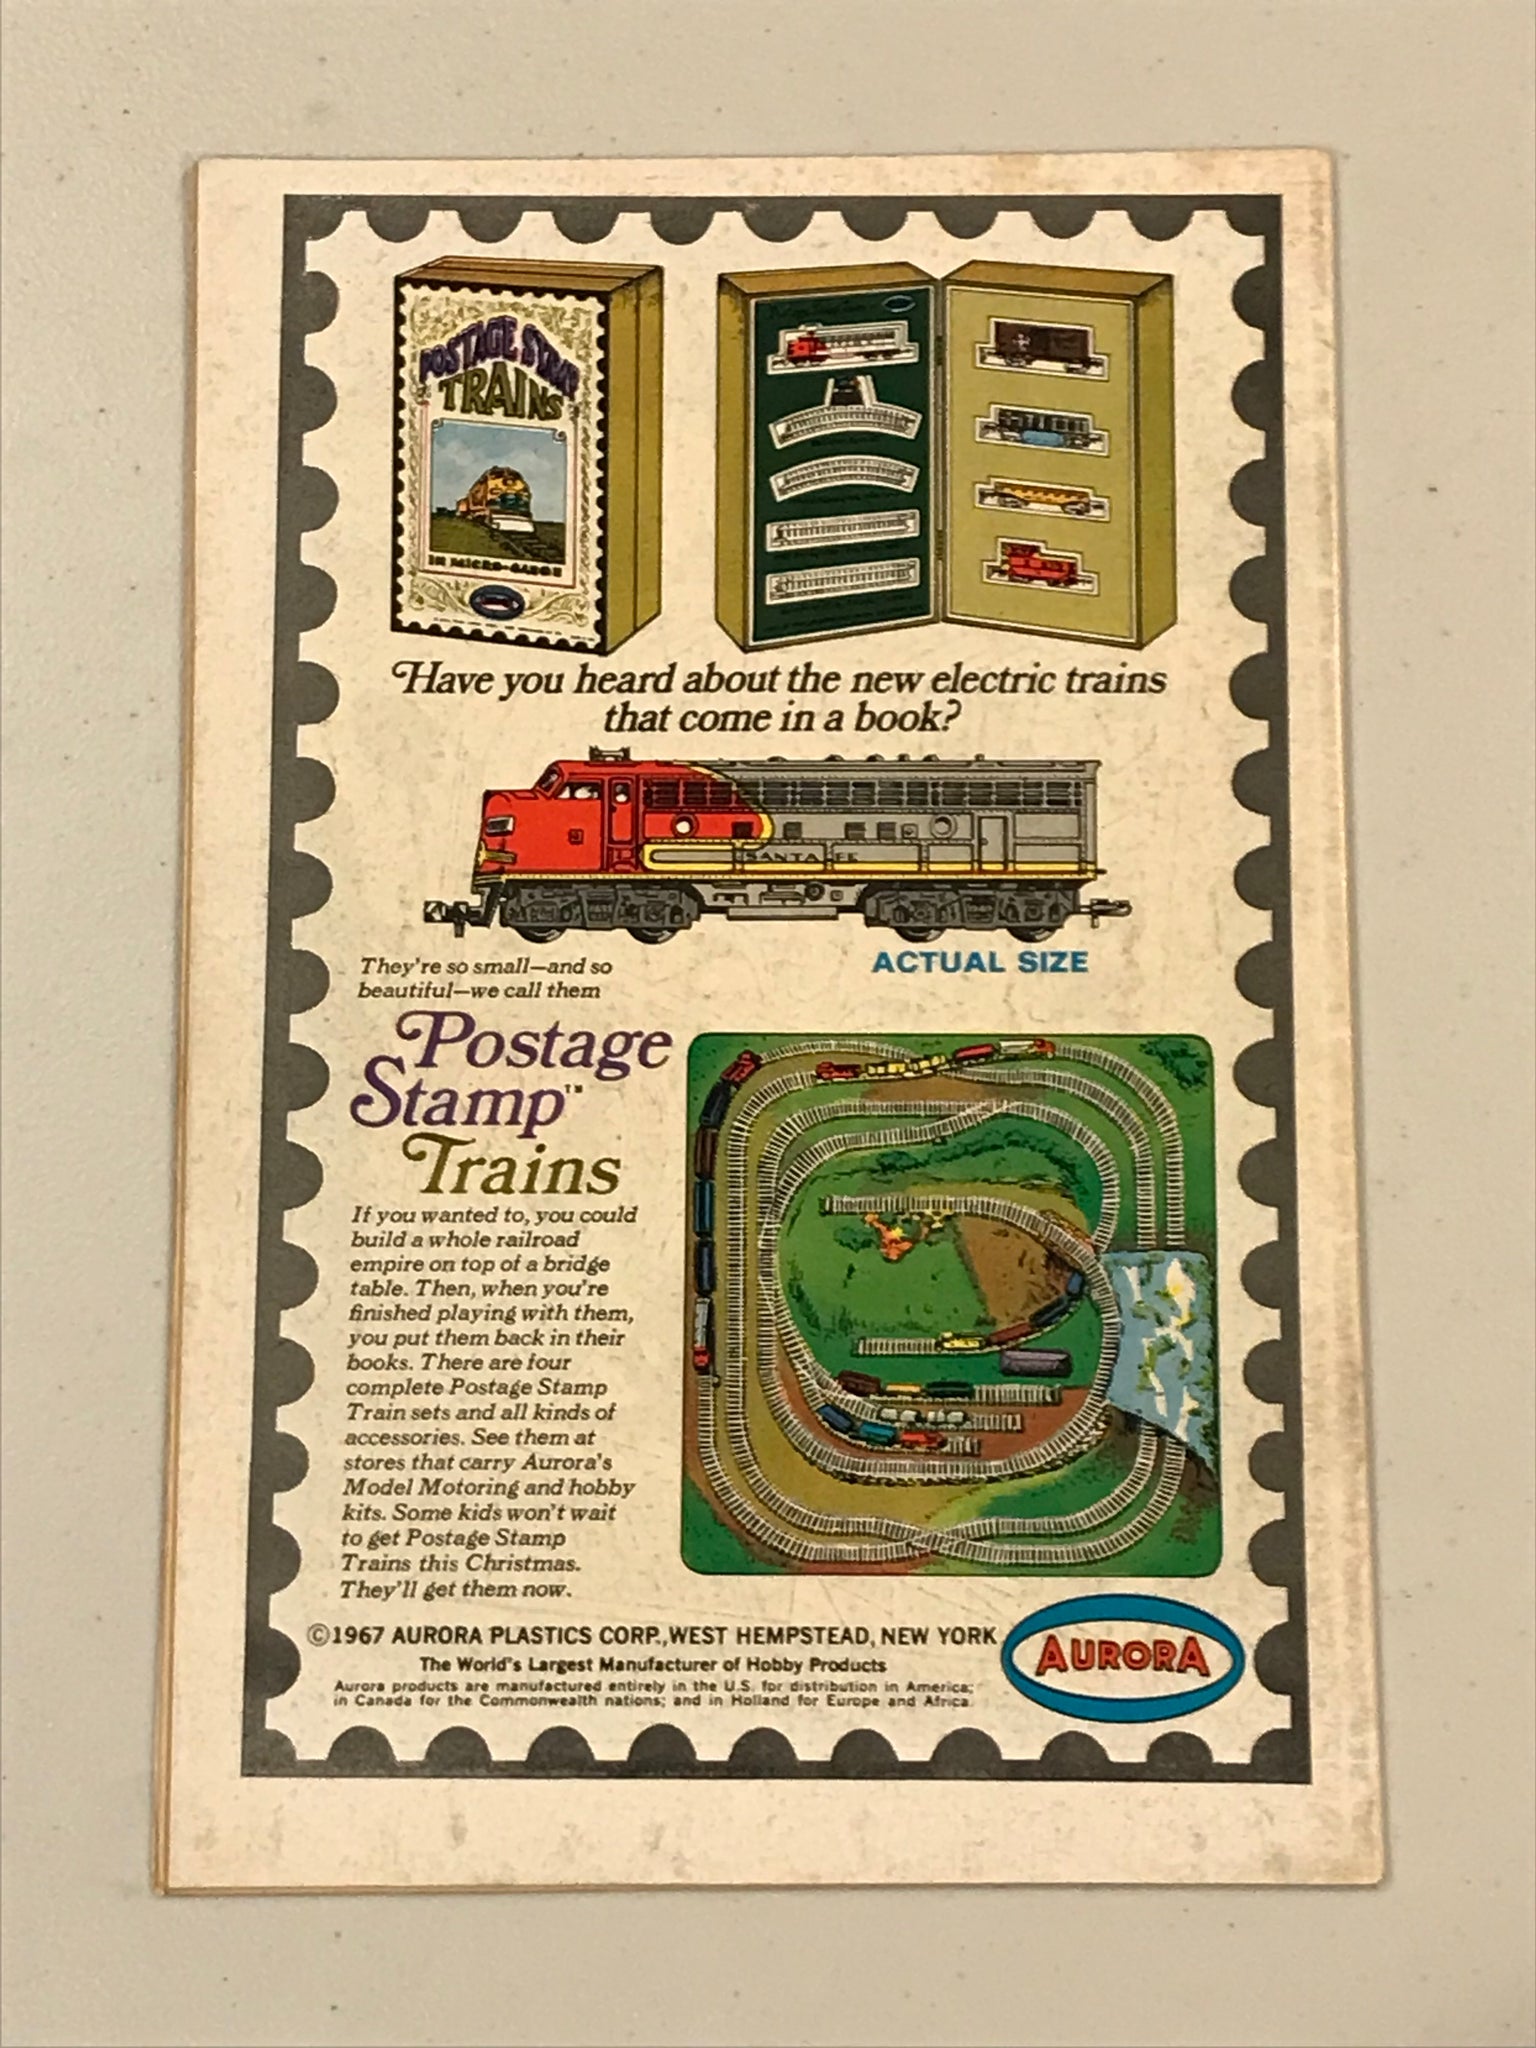 POSTAGE STAMP
TRAINS
IN MICRO-GAUGE
Have you heard about the new electric trains
that come in a book?
SANTA FE
ACTUAL SIZE
They're so small—and so
beautiful—we call them
Postage
Stamp™
Trains
If you wanted to, you could
build a whole railroad
empire on top of a bridge
table. Then, when you're
finished playing with them,
you put them back in their
books. There are four
complete Postage Stamp
Train sets and all kinds of
accessories. See them at
stores that carry Aurora's
Model Motoring and hobby
kits. Some kids won't wait
to get Postage Stamp
Trains this Christmas.
They'll get them now.
©1967 AURORA PLASTICS CORP., WEST HEMPSTEAD, NEW YORK
The World's Largest Manufacturer of Hobby Products
Aurora products are manufactured entirely in the U.S. for distribution in America;
in Canada for the Commonwealth nations; and in Holland for Europe and Africa.
AURORA